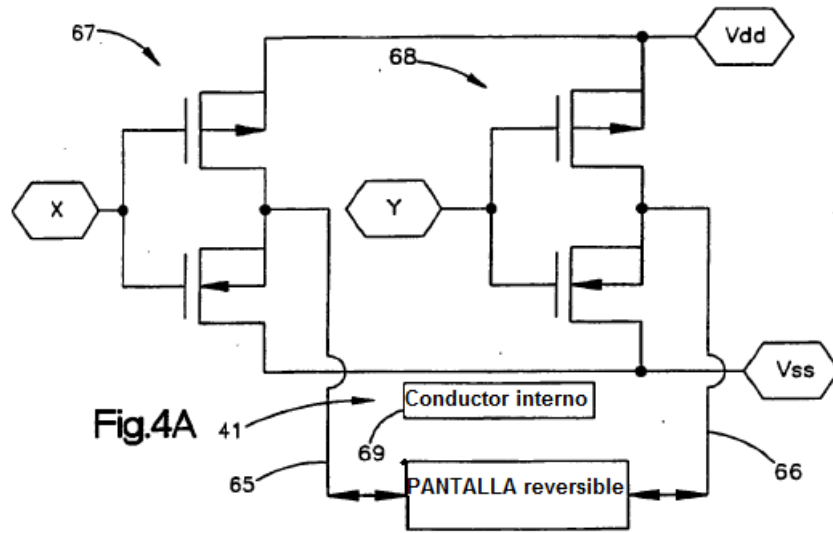 67
68
Vdd
X
Y
Vss
Fig.4A
41
Conductor interno
69
65
66
PANTALLA reversible